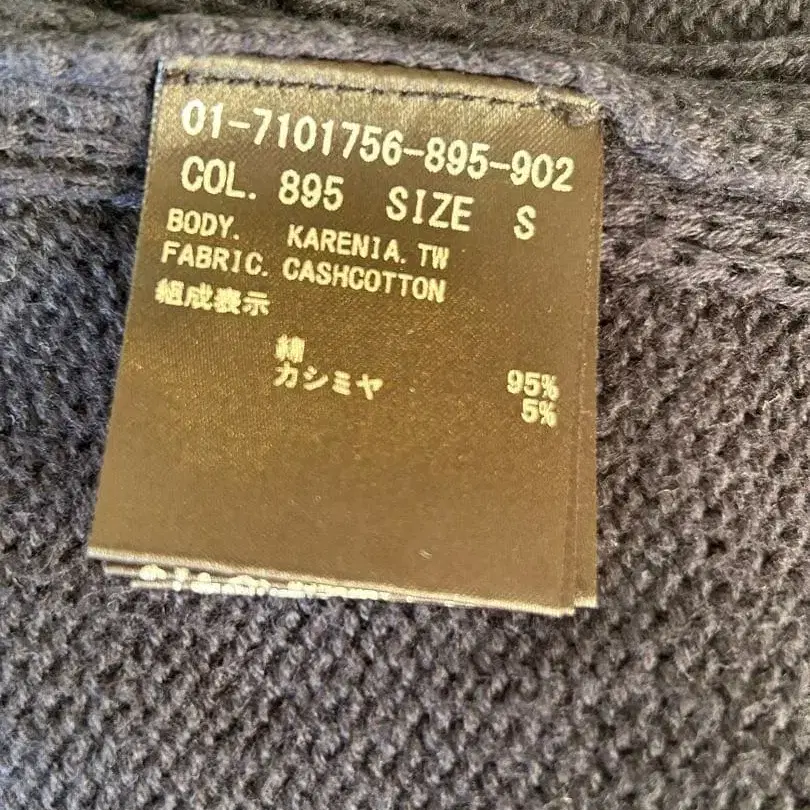 01-7101756-895-902
COL. 895 SIZE S
BODY. KARENIA.TW
FABRIC. CASHCOTTON
組成表示
綿 95%
カシミヤ 5%